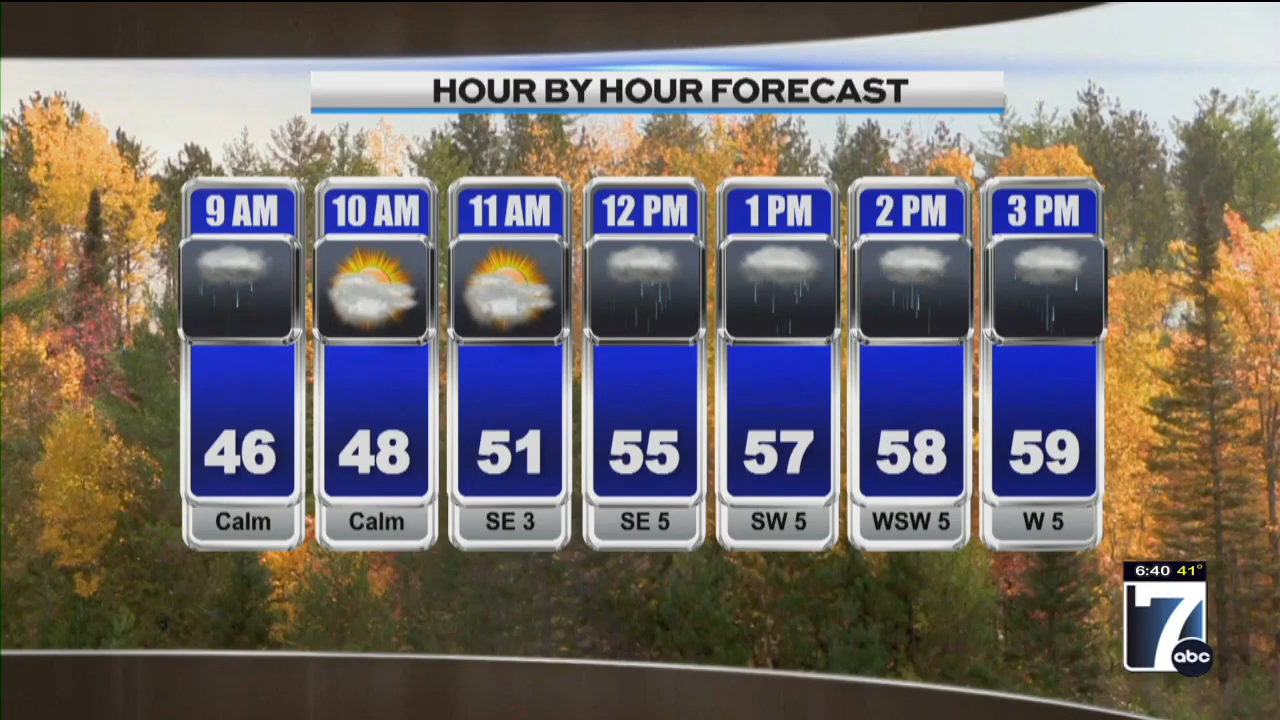 HOUR BY HOUR FORECAST
9 AM 10 AM 11 AM 12 PM 1 PM 2 PM 3 PM
46 48 51 55 57 58 59
Calm Calm SE 3 SE 5 SW 5 WSW 5 W 5
6:40 41°
7
abc